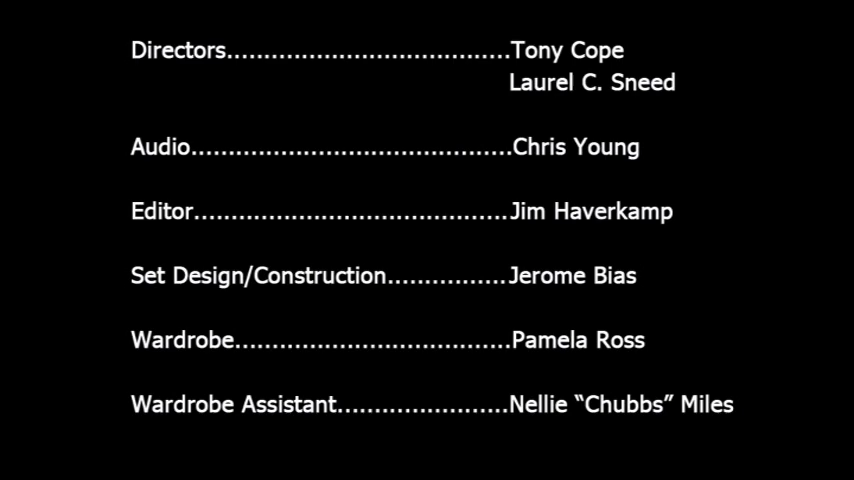 Directors......................................Tony Cope
Laurel C. Sneed
Audio...........................................Chris Young
Editor..........................................Jim Haverkamp
Set Design/Construction................Jerome Bias
Wardrobe.....................................Pamela Ross
Wardrobe Assistant.......................Nellie “Chubbs” Miles